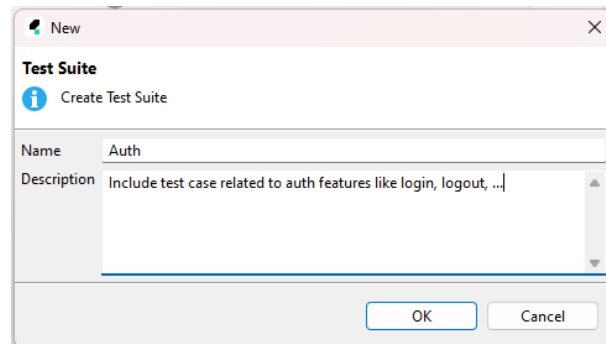 New
Test Suite
Create Test Suite
Name Auth
Description Include test case related to auth features like login, logout, ...
OK Cancel